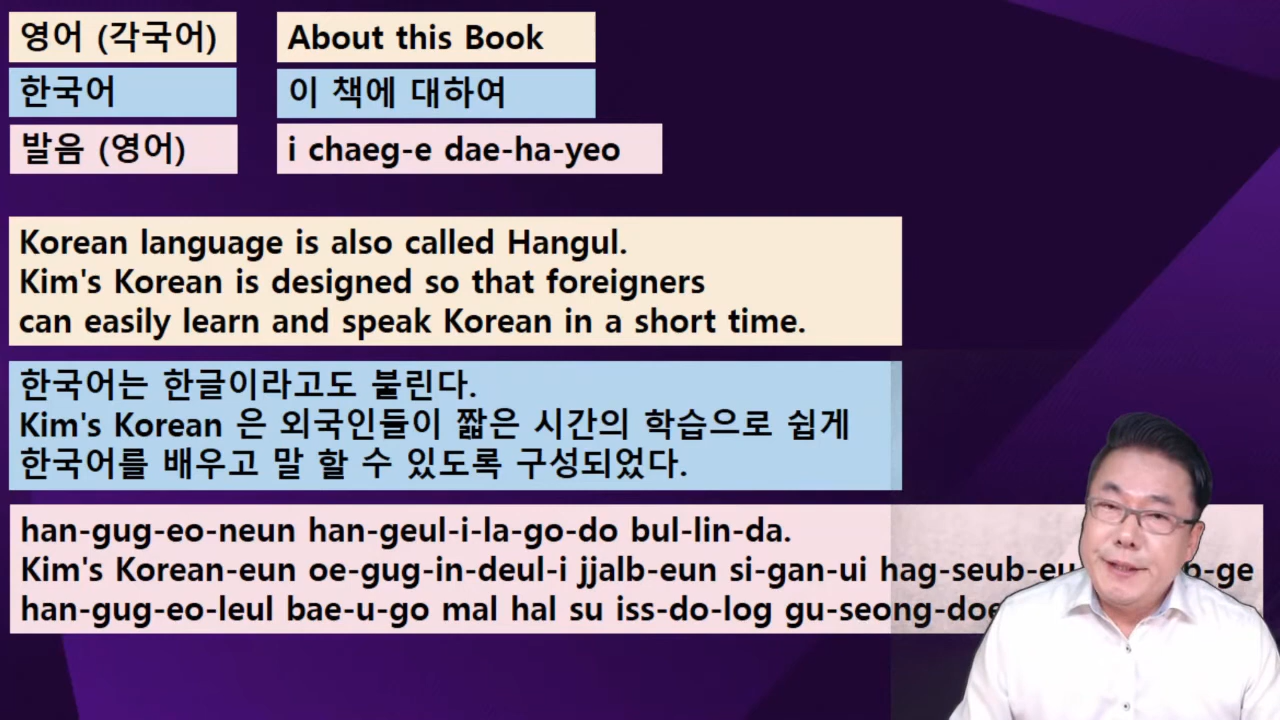 영어 (각국어)
About this Book
한국어
이 책에 대하여
발음 (영어)
i chaeg-e dae-ha-yeo
Korean language is also called Hangul.
Kim's Korean is designed so that foreigners
can easily learn and speak Korean in a short time.
한국어는 한글이라고도 불린다.
Kim's Korean 은 외국인들이 짧은 시간의 학습으로 쉽게
한국어를 배우고 말 할 수 있도록 구성되었다.
han-gug-eo-neun han-geul-i-la-go-do bul-lin-da.
Kim's Korean-eun oe-gug-in-deul-i jjalb-eun si-gan-ui
han-gug-eo-leul bae-u-go mal hal su iss-do-log